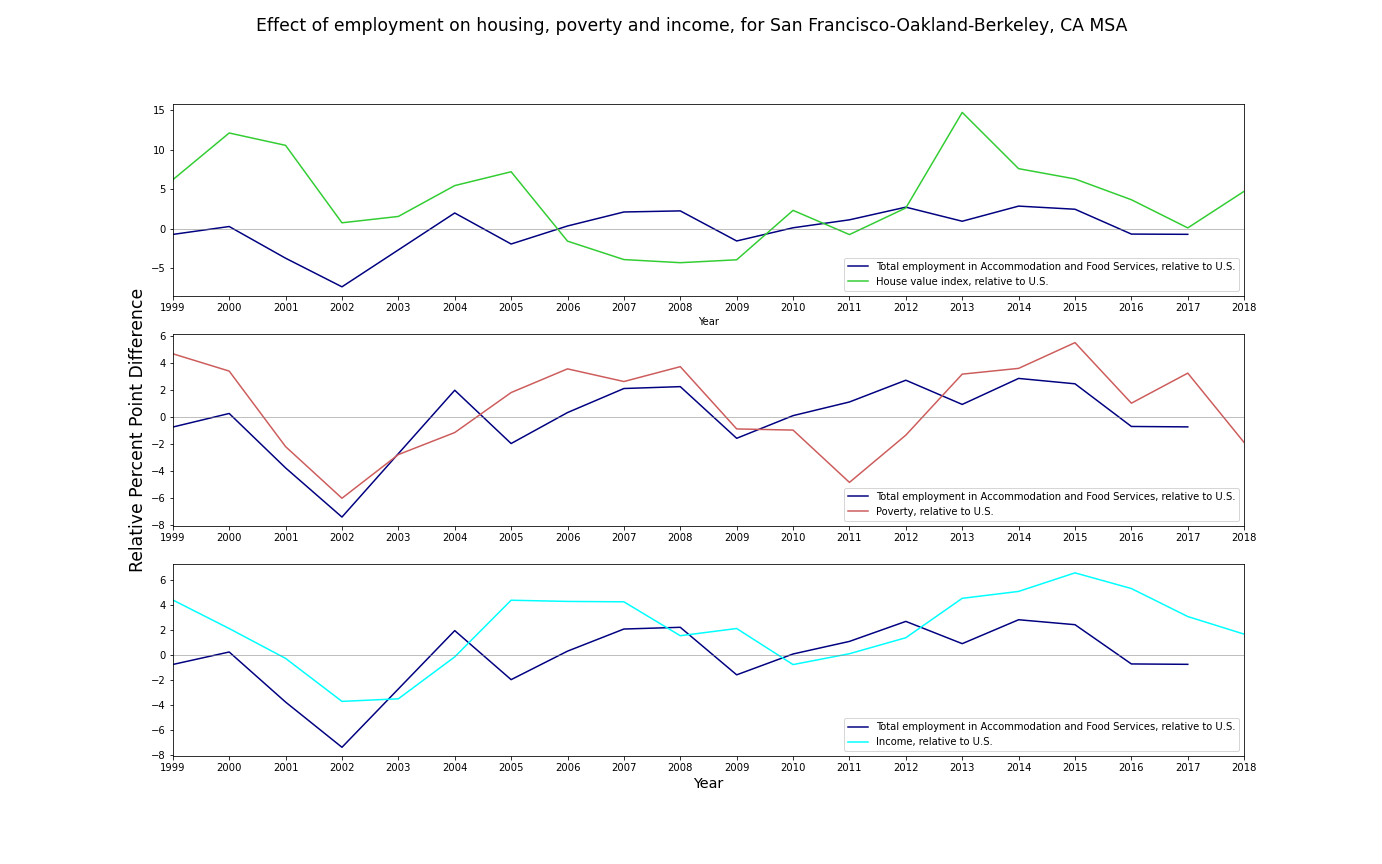 Effect of employment on housing, poverty and income, for San Francisco-Oakland-Berkeley, CA MSA
Relative Percent Point Difference
15
10
5
0
−5
Total employment in Accommodation and Food Services, relative to U.S.
House value index, relative to U.S.
1999 2000 2001 2002 2003 2004 2005 2006 2007 2008 2009 2010 2011 2012 2013 2014 2015 2016 2017 2018
Year
6
4
2
0
−2
−4
−6
−8
Total employment in Accommodation and Food Services, relative to U.S.
Poverty, relative to U.S.
1999 2000 2001 2002 2003 2004 2005 2006 2007 2008 2009 2010 2011 2012 2013 2014 2015 2016 2017 2018
6
4
2
0
−2
−4
−6
−8
Total employment in Accommodation and Food Services, relative to U.S.
Income, relative to U.S.
1999 2000 2001 2002 2003 2004 2005 2006 2007 2008 2009 2010 2011 2012 2013 2014 2015 2016 2017 2018
Year